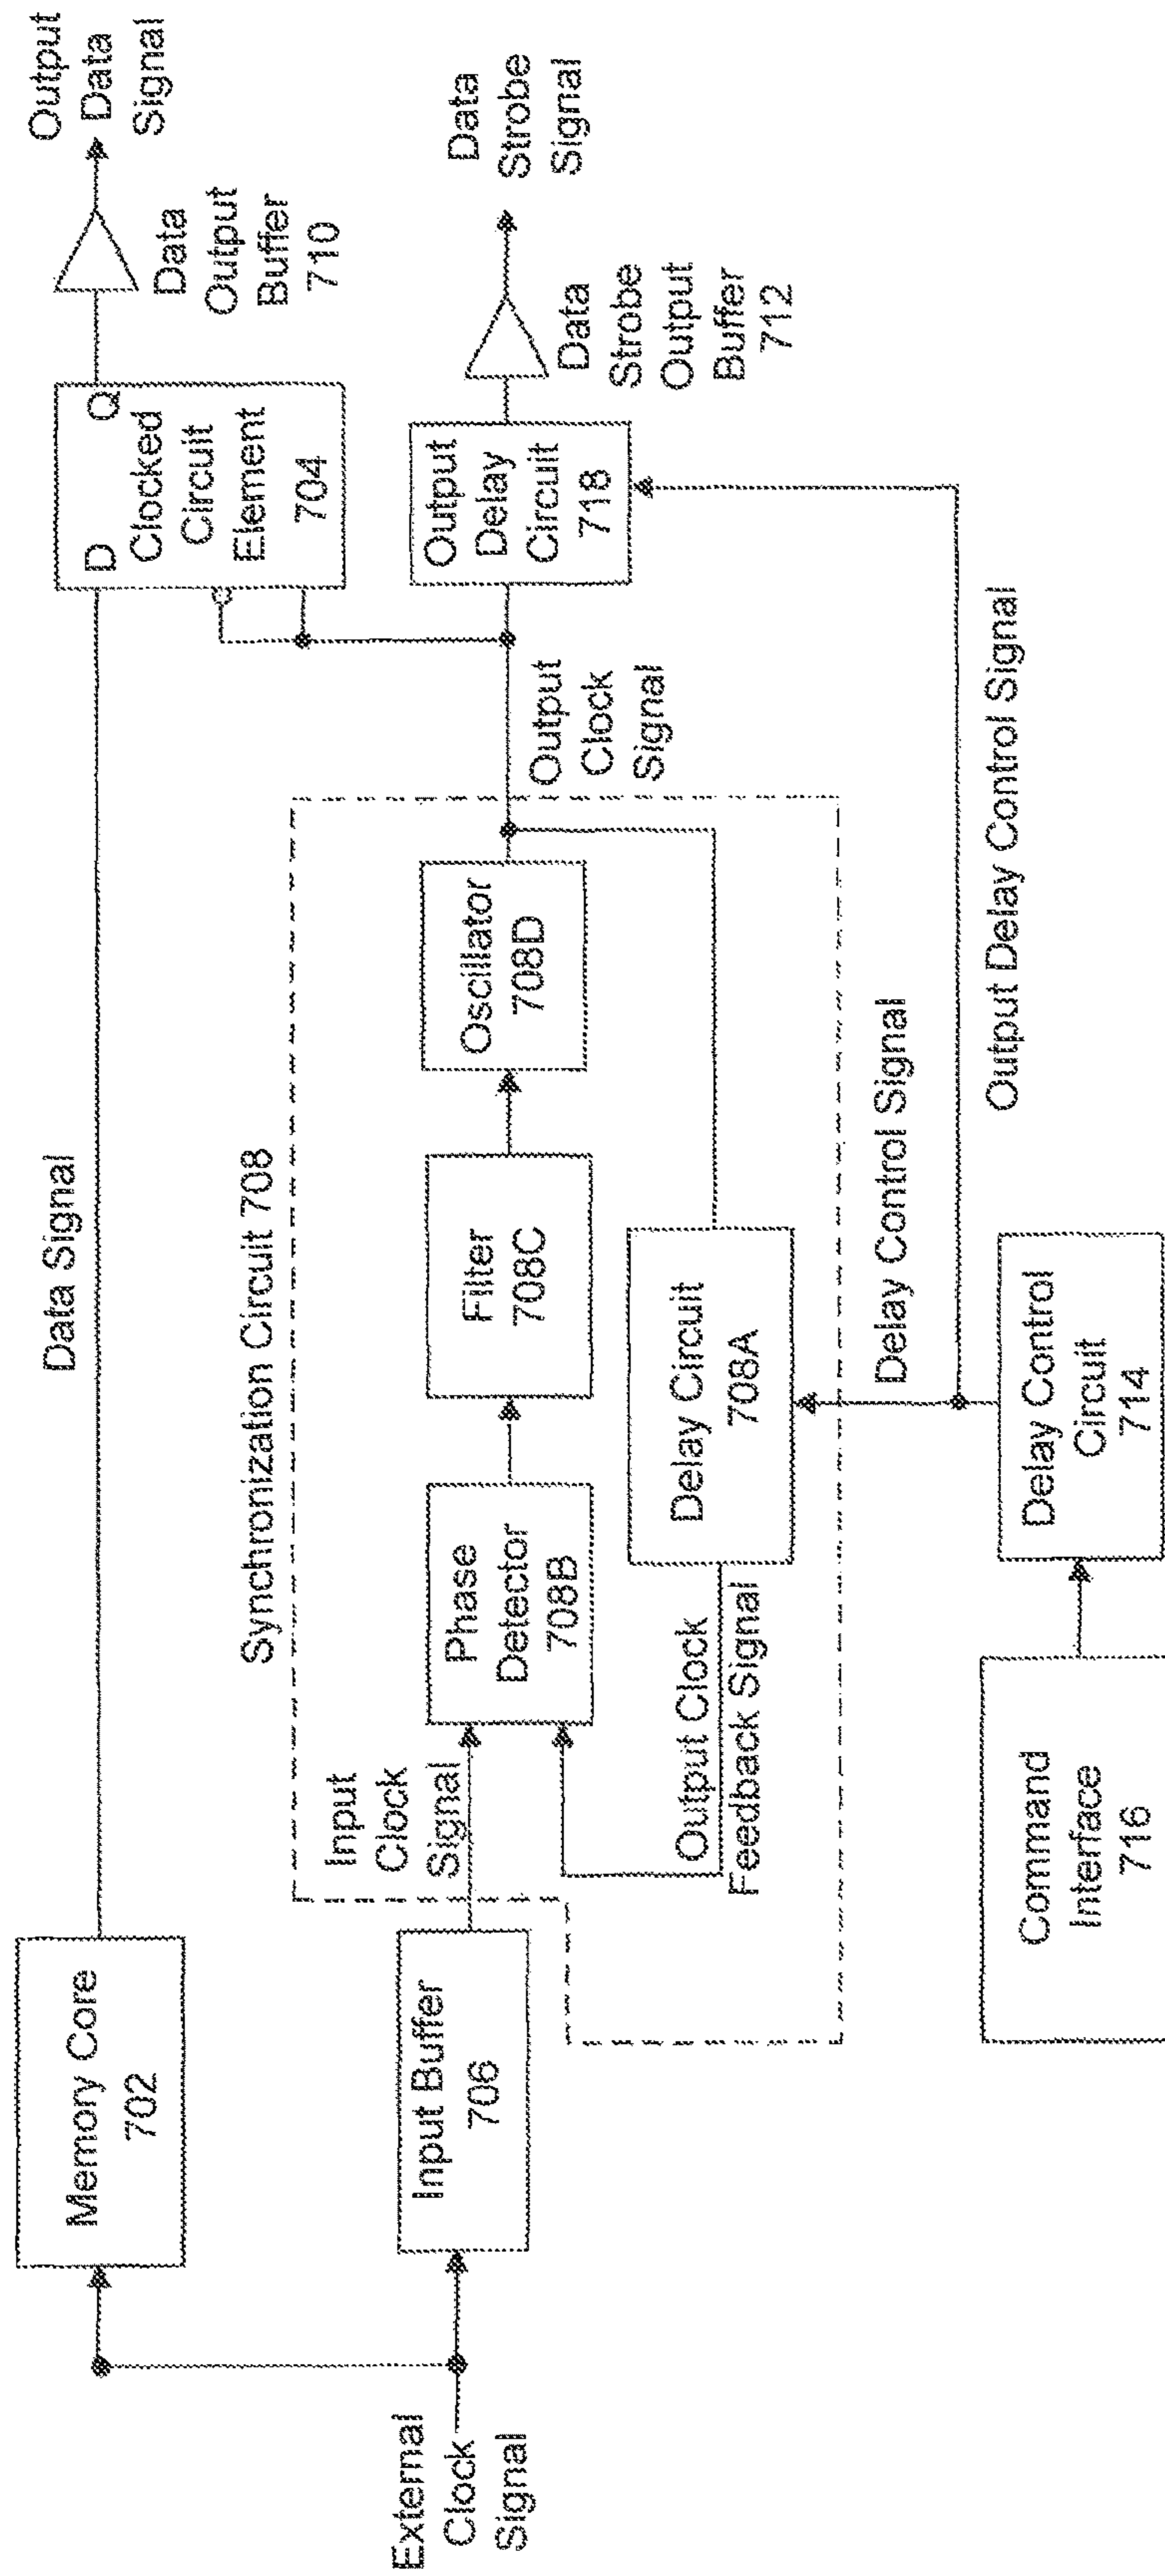 Output
Data
Signal
Data
Output
Buffer
710
D
Q
Clocked
Circuit
Element
704
Data Signal
Memory Core
702
Data
Strobe
Signal
Data
Strobe
Output
Buffer
712
Output
Delay
Circuit
718
Output
Clock
Signal
Synchronization Circuit 708
Oscillator
708D
Filter
708C
Phase
Detector
708B
Input
Clock
Signal
Input Buffer
706
External
Clock
Signal
Delay Circuit
708A
Output Clock
Feedback Signal
Delay Control Signal
Output Delay Control Signal
Delay Control
Circuit
714
Command
Interface
716